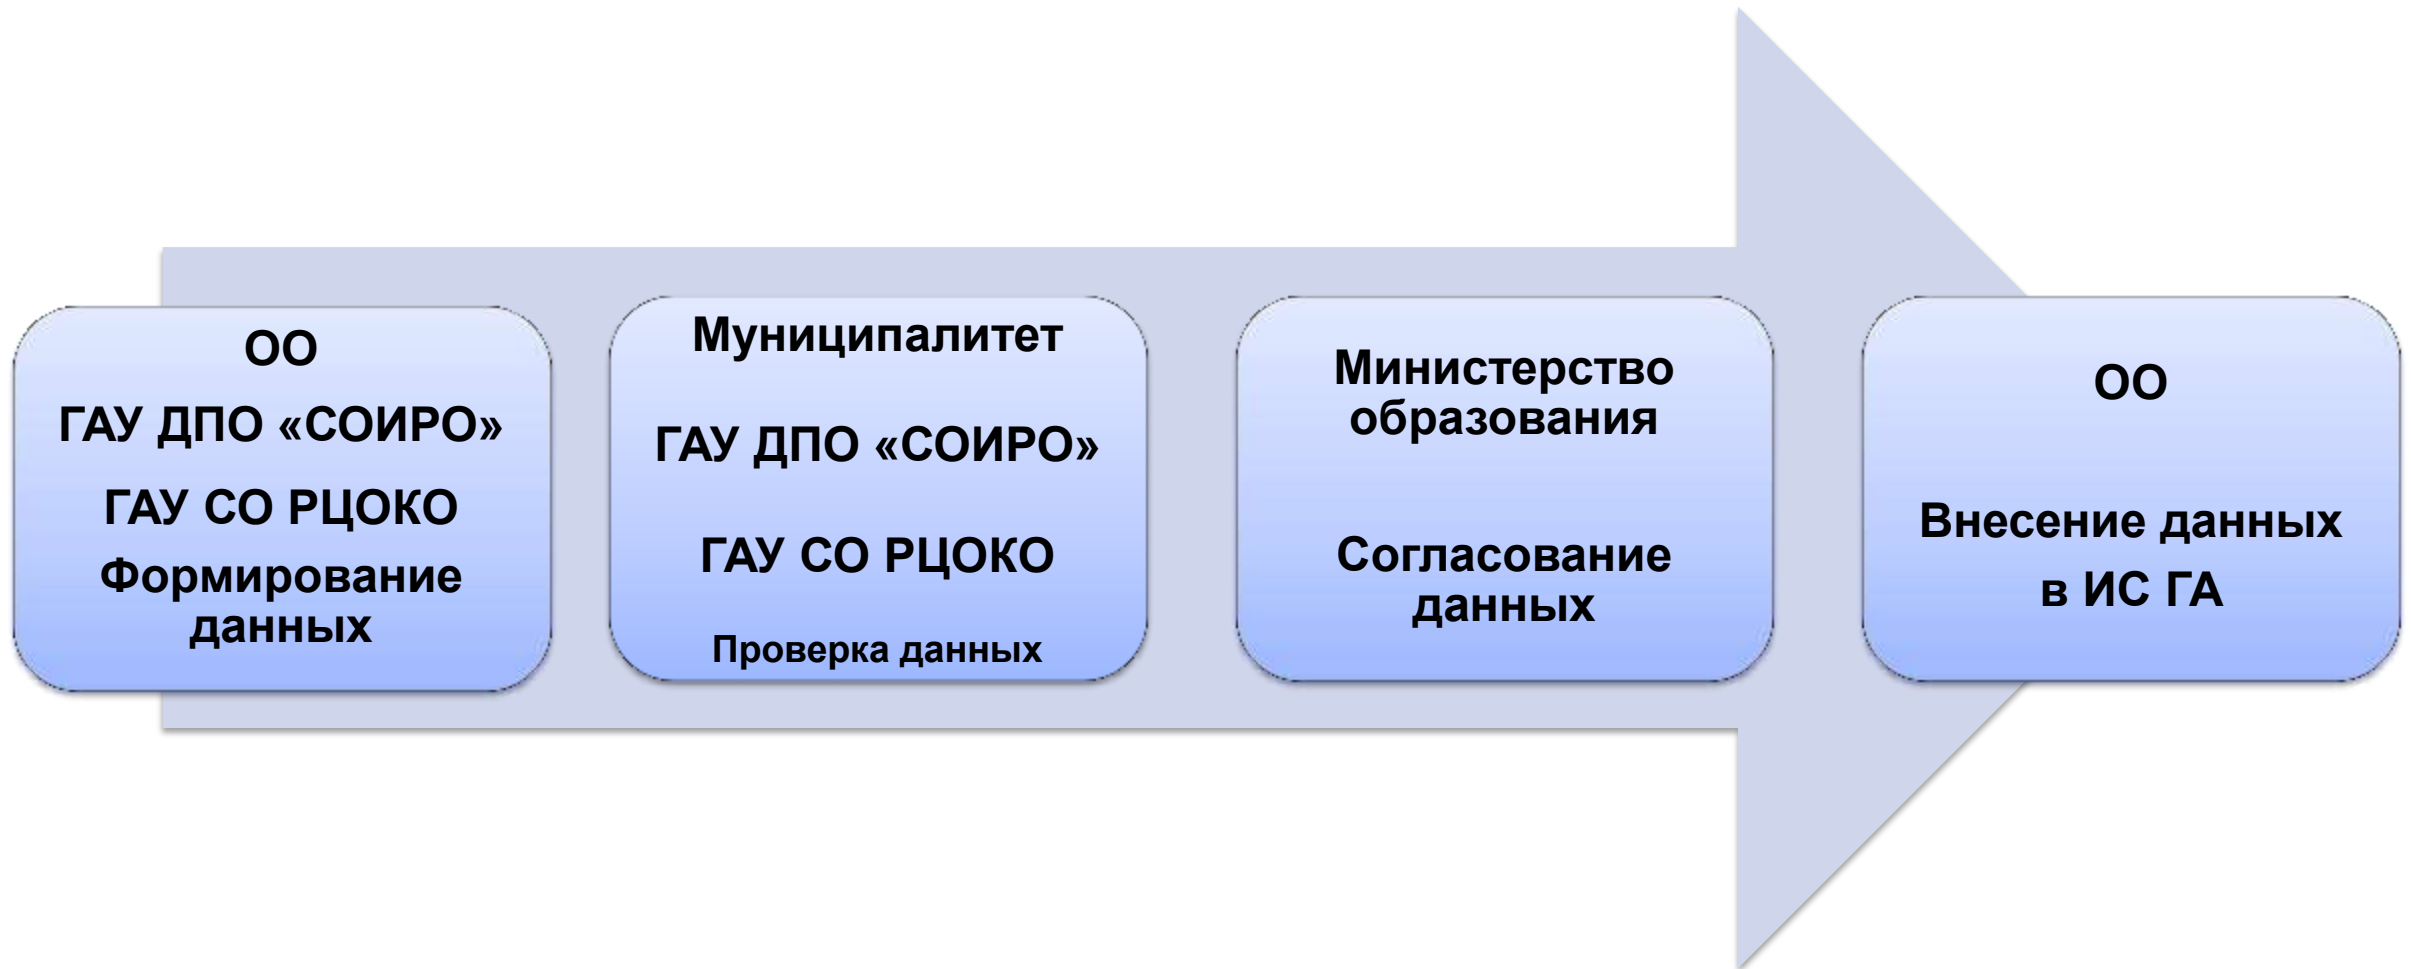 ОО
ГАУ ДПО «СОИРО»
ГАУ СО РЦОКО
Формирование
данных
Муниципалитет
ГАУ ДПО «СОИРО»
ГАУ СО РЦОКО
Проверка данных
Министерство
образования
Согласование
данных
ОО
Внесение данных
в ИС ГА